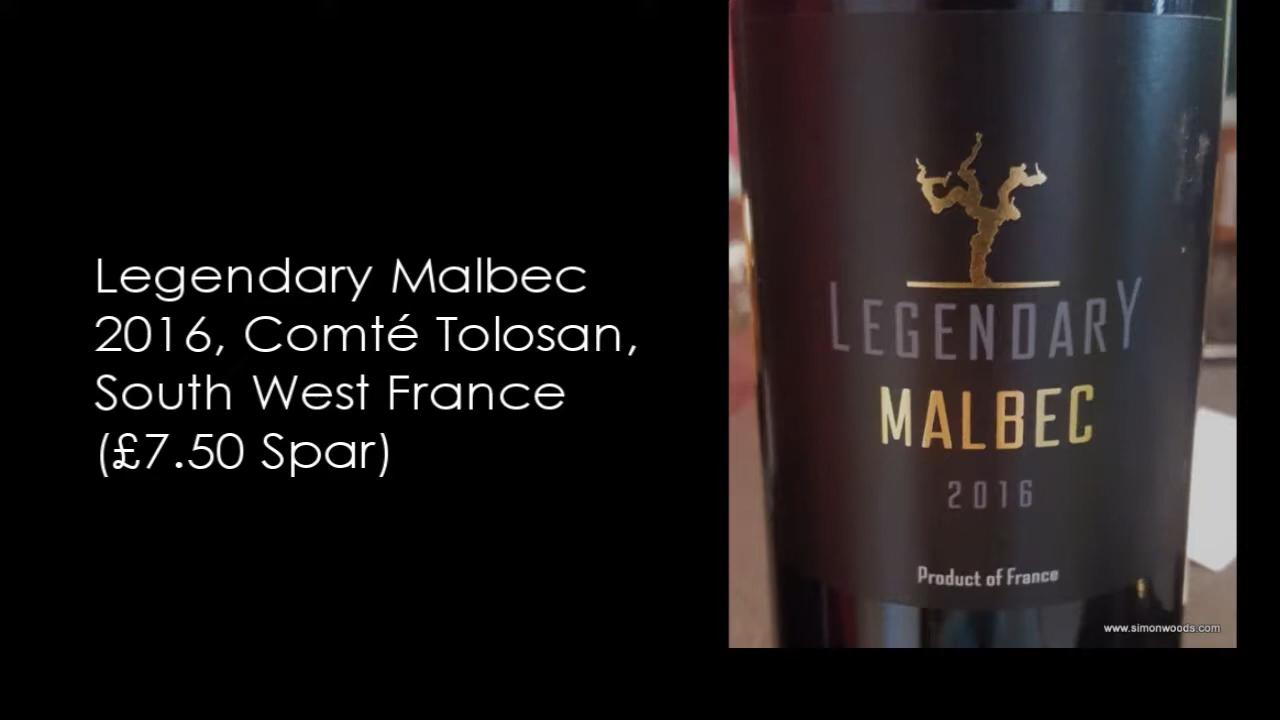 Legendary Malbec
2016, Comté Tolosan,
South West France
(£7.50 Spar)
LEGENDARY
MALBEC
2016
Product of France
www.simonwoods.com